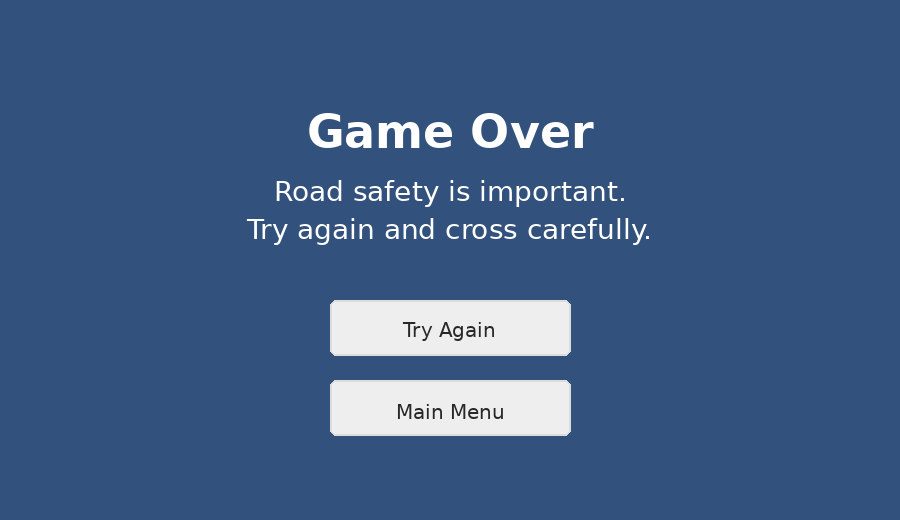 Game Over
Road safety is important.
Try again and cross carefully.
Try Again
Main Menu